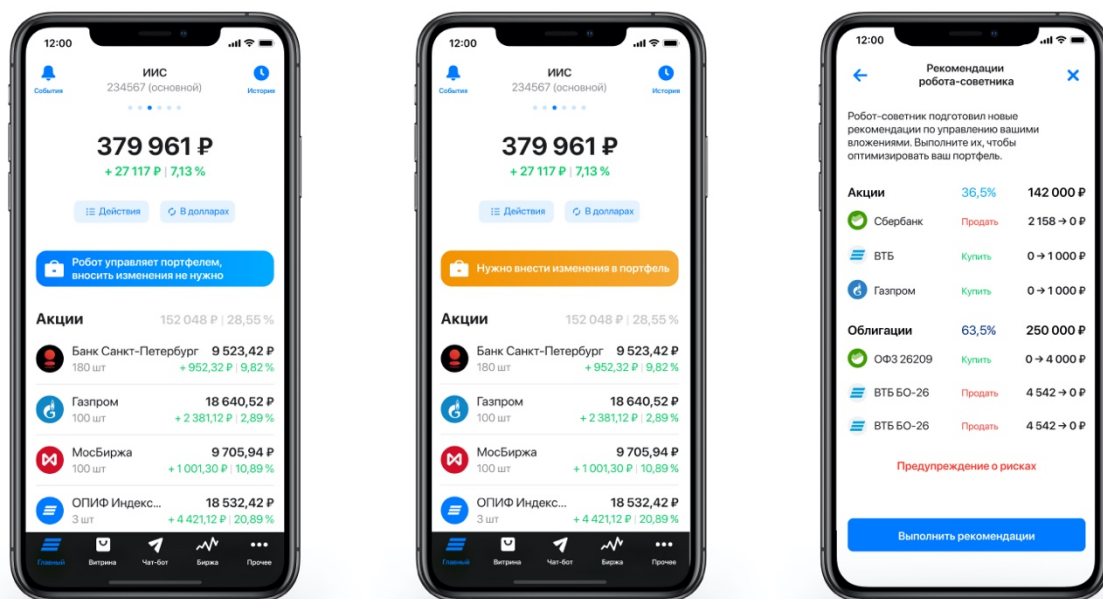 12:00
События
ИИС
234567 (основной)
История
379 961 ₽
+ 27 117 ₽ | 7,13 %
Действия
В долларах
Робот управляет портфелем,
вносить изменения не нужно
Акции 152 048 ₽ | 28,55 %
Банк Санкт-Петербург 9 523,42 ₽
180 шт + 952,32 ₽ | 9,82 %
Газпром 18 640,52 ₽
100 шт + 2 381,12 ₽ | 2,89 %
МосБиржа 9 705,94 ₽
100 шт + 1 001,30 ₽ | 10,89 %
ОПИФ Индекс... 18 532,42 ₽
3 шт + 4 421,12 ₽ | 20,89 %
Главный Витрина Чат-бот Биржа Прочее
12:00
События
ИИС
234567 (основной)
История
379 961 ₽
+ 27 117 ₽ | 7,13 %
Действия
В долларах
Нужно внести изменения в портфель
Акции 152 048 ₽ | 28,55 %
Банк Санкт-Петербург 9 523,42 ₽
180 шт + 952,32 ₽ | 9,82 %
Газпром 18 640,52 ₽
100 шт + 2 381,12 ₽ | 2,89 %
МосБиржа 9 705,94 ₽
100 шт + 1 001,30 ₽ | 10,89 %
ОПИФ Индекс... 18 532,42 ₽
3 шт + 4 421,12 ₽ | 20,89 %
Главный Витрина Чат-бот Биржа Прочее
12:00
Рекомендации
робота-советника
Робот-советник подготовил новые
рекомендации по управлению вашими
вложениями. Выполните их, чтобы
оптимизировать ваш портфель.
Акции 36,5% 142 000 ₽
Сбербанк Продать 2 158 → 0 ₽
ВТБ Купить 0 → 1 000 ₽
Газпром Купить 0 → 1 000 ₽
Облигации 63,5% 250 000 ₽
ОФЗ 26209 Купить 0 → 4 000 ₽
ВТБ БО-26 Продать 4 542 → 0 ₽
ВТБ БО-26 Продать 4 542 → 0 ₽
Предупреждение о рисках
Выполнить рекомендации